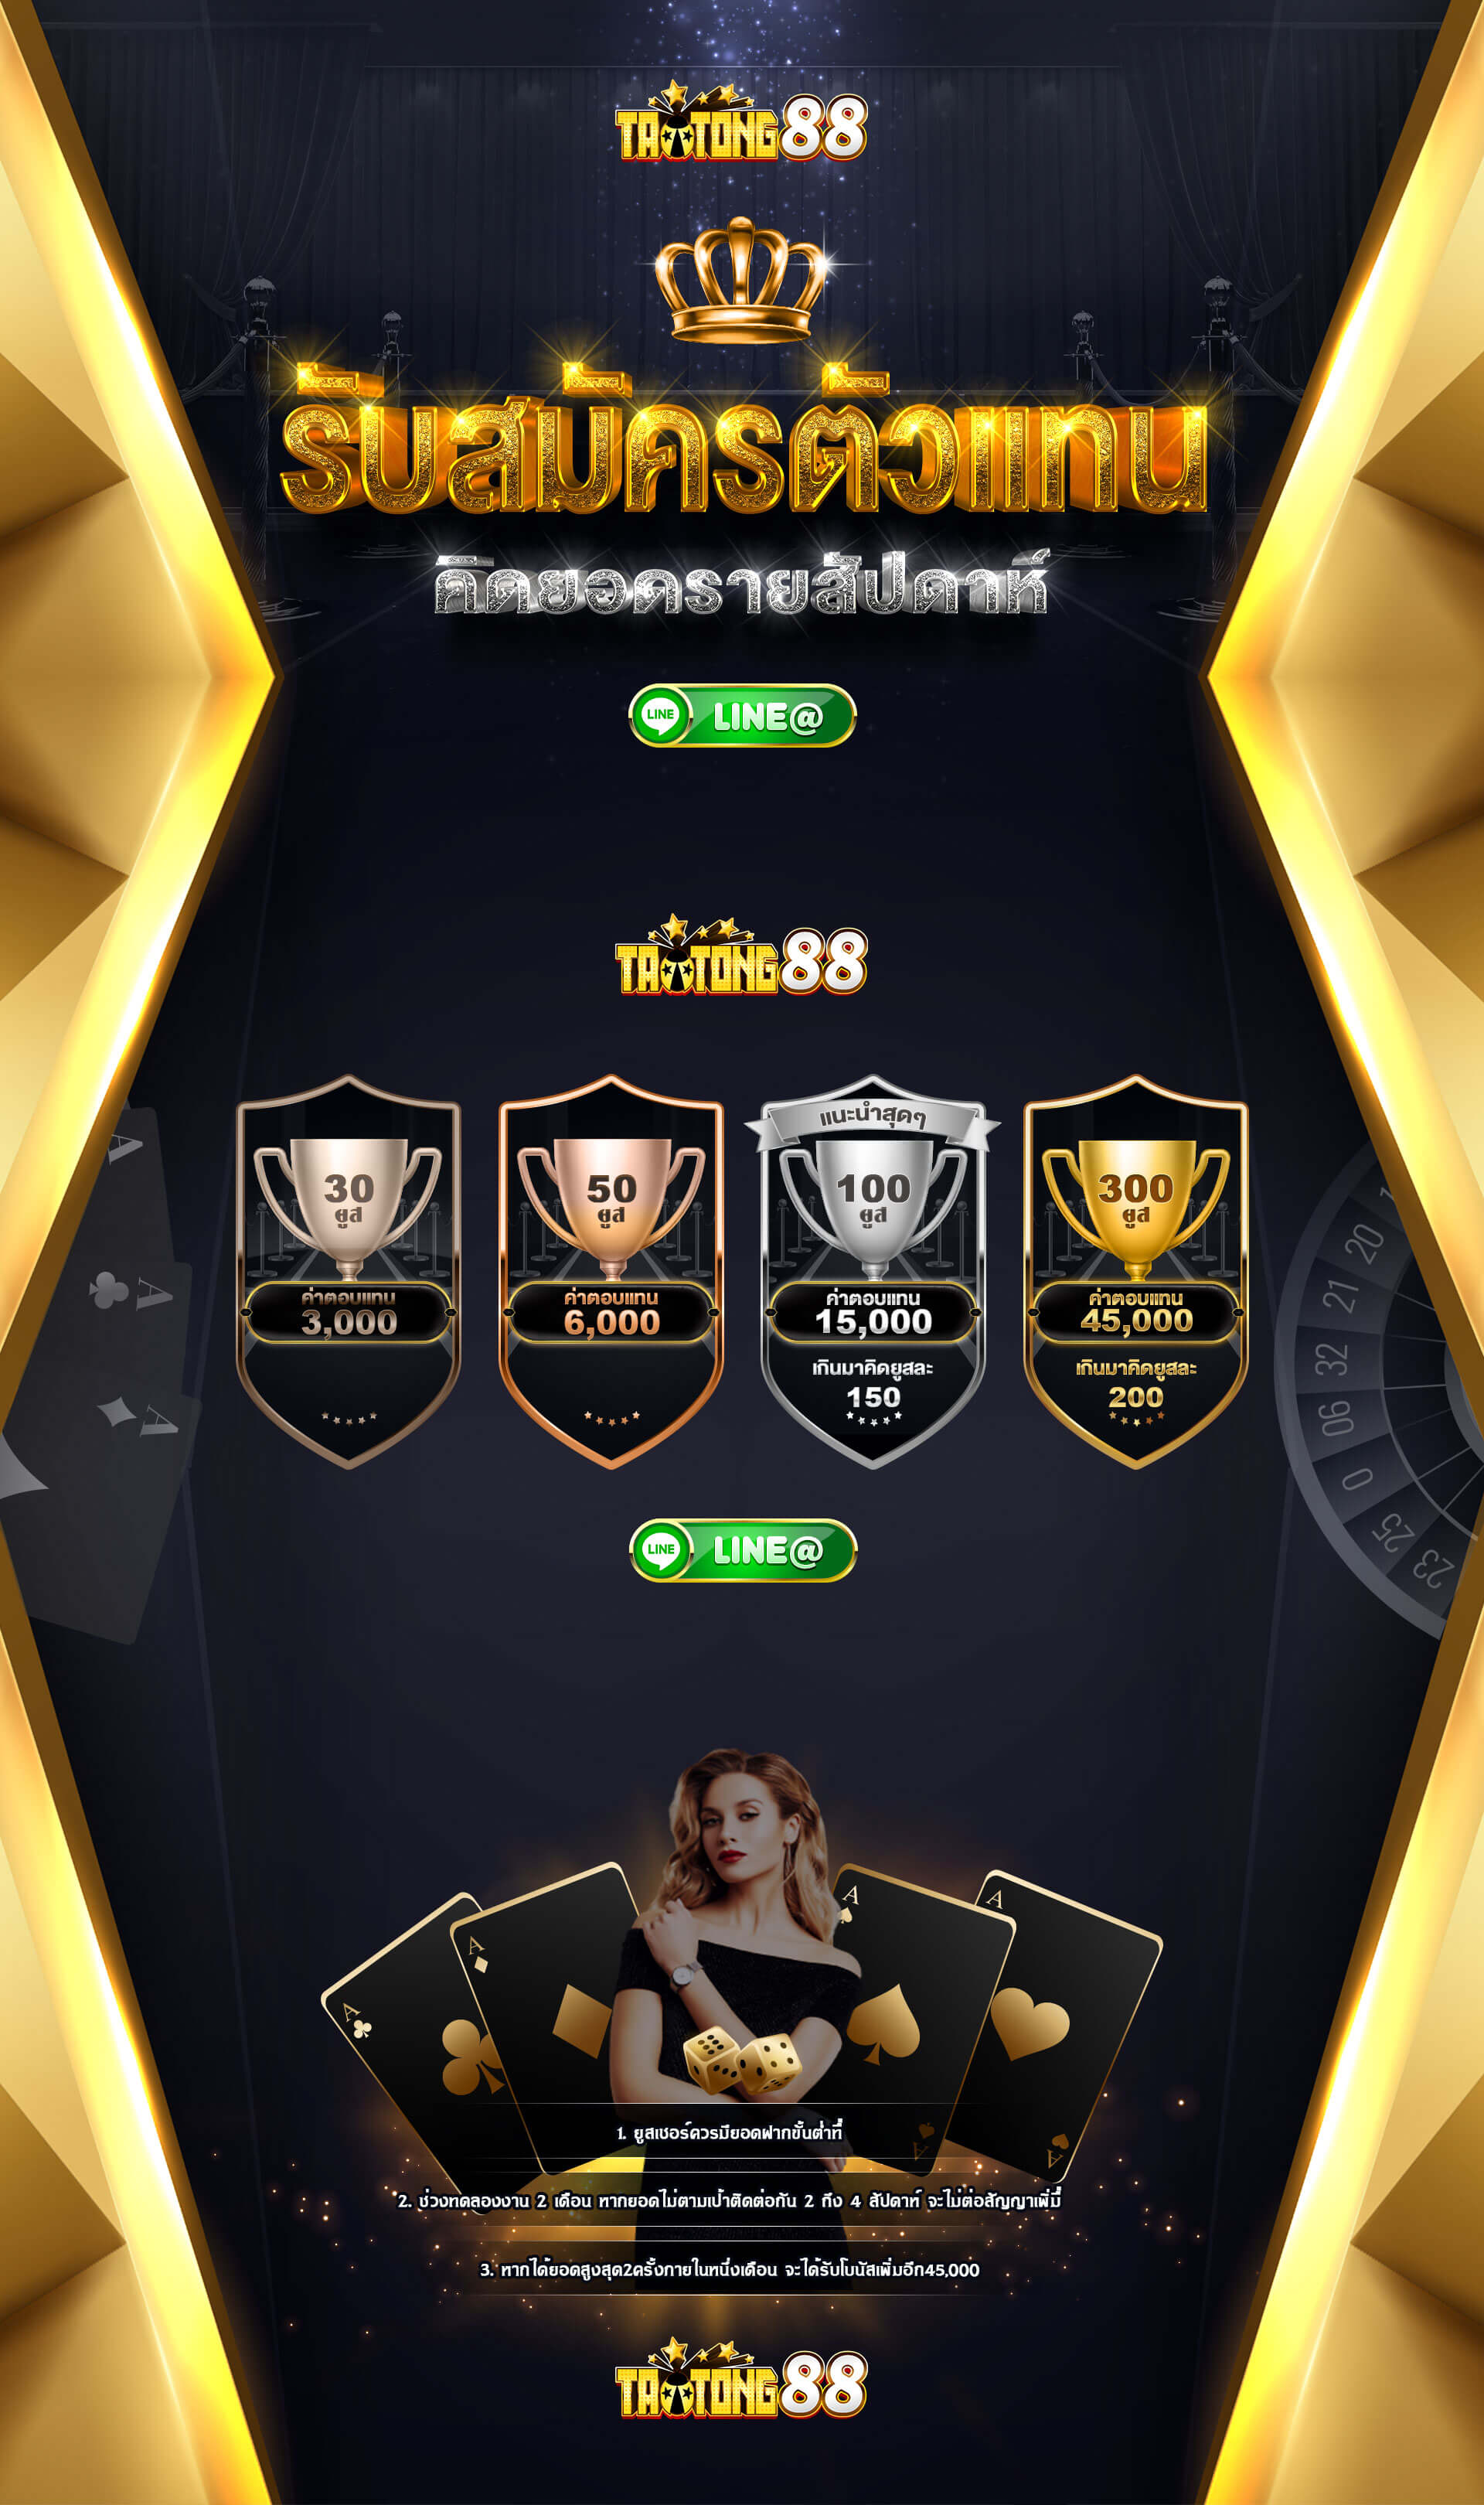 TAOTONG88
รับสมัครตัวแทน
คิดยอดรายสัปดาห์
LINE LINE@
TAOTONG88
แนะนำสุดๆ
30 50 100 300
ยูส ยูส ยูส ยูส
ค่าตอบแทน ค่าตอบแทน ค่าตอบแทน ค่าตอบแทน
3,000 6,000 15,000 45,000
เกินมาคิดยูสละ เกินมาคิดยูสละ
150 200
A
A
A
20
21
32
06
0
25
23
LINE LINE@
A
A
A
A
1. ยูสเซอร์ควรมียอดฝากขั้นต่ำที่
2. ช่วงทดลองงาน 2 เดือน หากยอดไม่ตามเป้าติดต่อกัน 2 ถึง 4 สัปดาห์ จะไม่ต่อสัญญาเพิ่มี้
3. หากได้ยอดสูงสุด2ครั้งภายในหนึ่งเดือน จะได้รับโบนัสเพิ่มอีก45,000
A
A
TAOTONG88